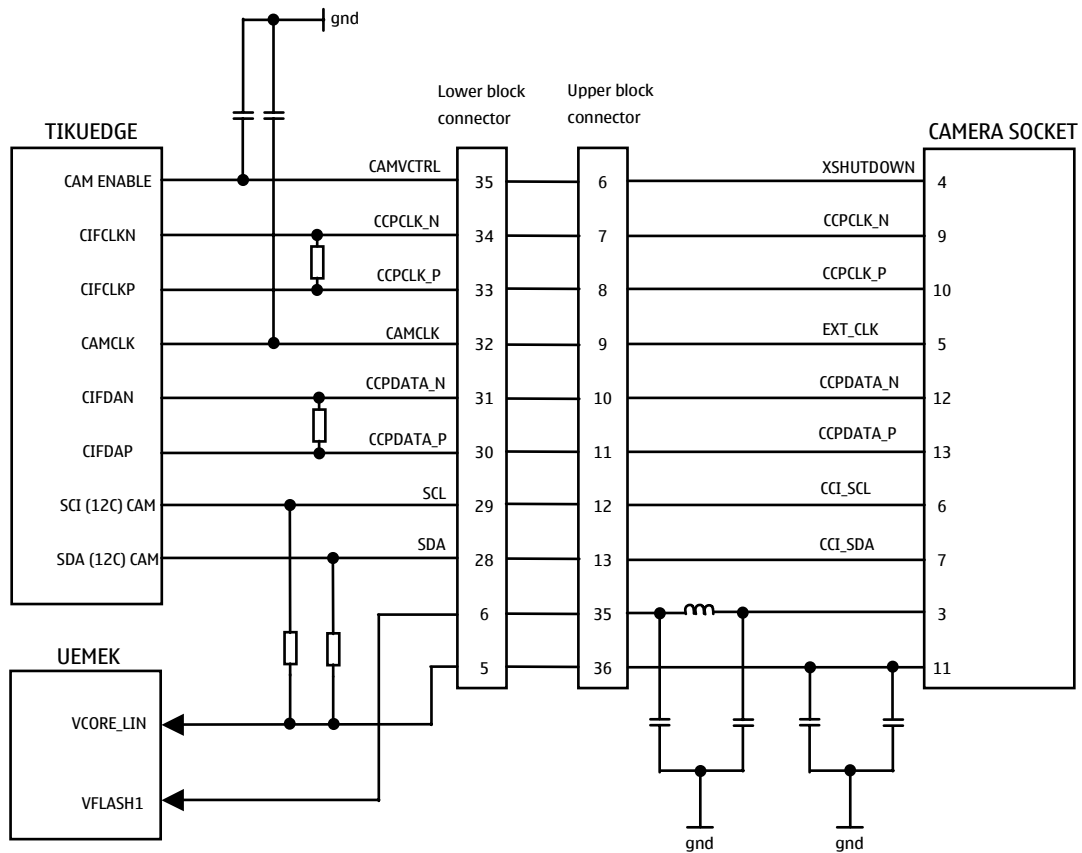 gnd
Lower block
connector
Upper block
connector
TIKUEDGE
CAMERA SOCKET
CAM ENABLE
CAMVCTRL
35
6
XSHUTDOWN
4
CIFCLKN
CCPCLK_N
34
7
CCPCLK_N
9
CIFCLKP
CCPCLK_P
33
8
CCPCLK_P
10
CAMCLK
CAMCLK
32
9
EXT_CLK
5
CIFDAN
CCPDATA_N
31
10
CCPDATA_N
12
CIFDAP
CCPDATA_P
30
11
CCPDATA_P
13
SCI (12C) CAM
SCL
29
12
CCI_SCL
6
SDA (12C) CAM
SDA
28
13
CCI_SDA
7
6
35
3
UEMEK
5
36
11
VCORE_LIN
VFLASH1
gnd
gnd